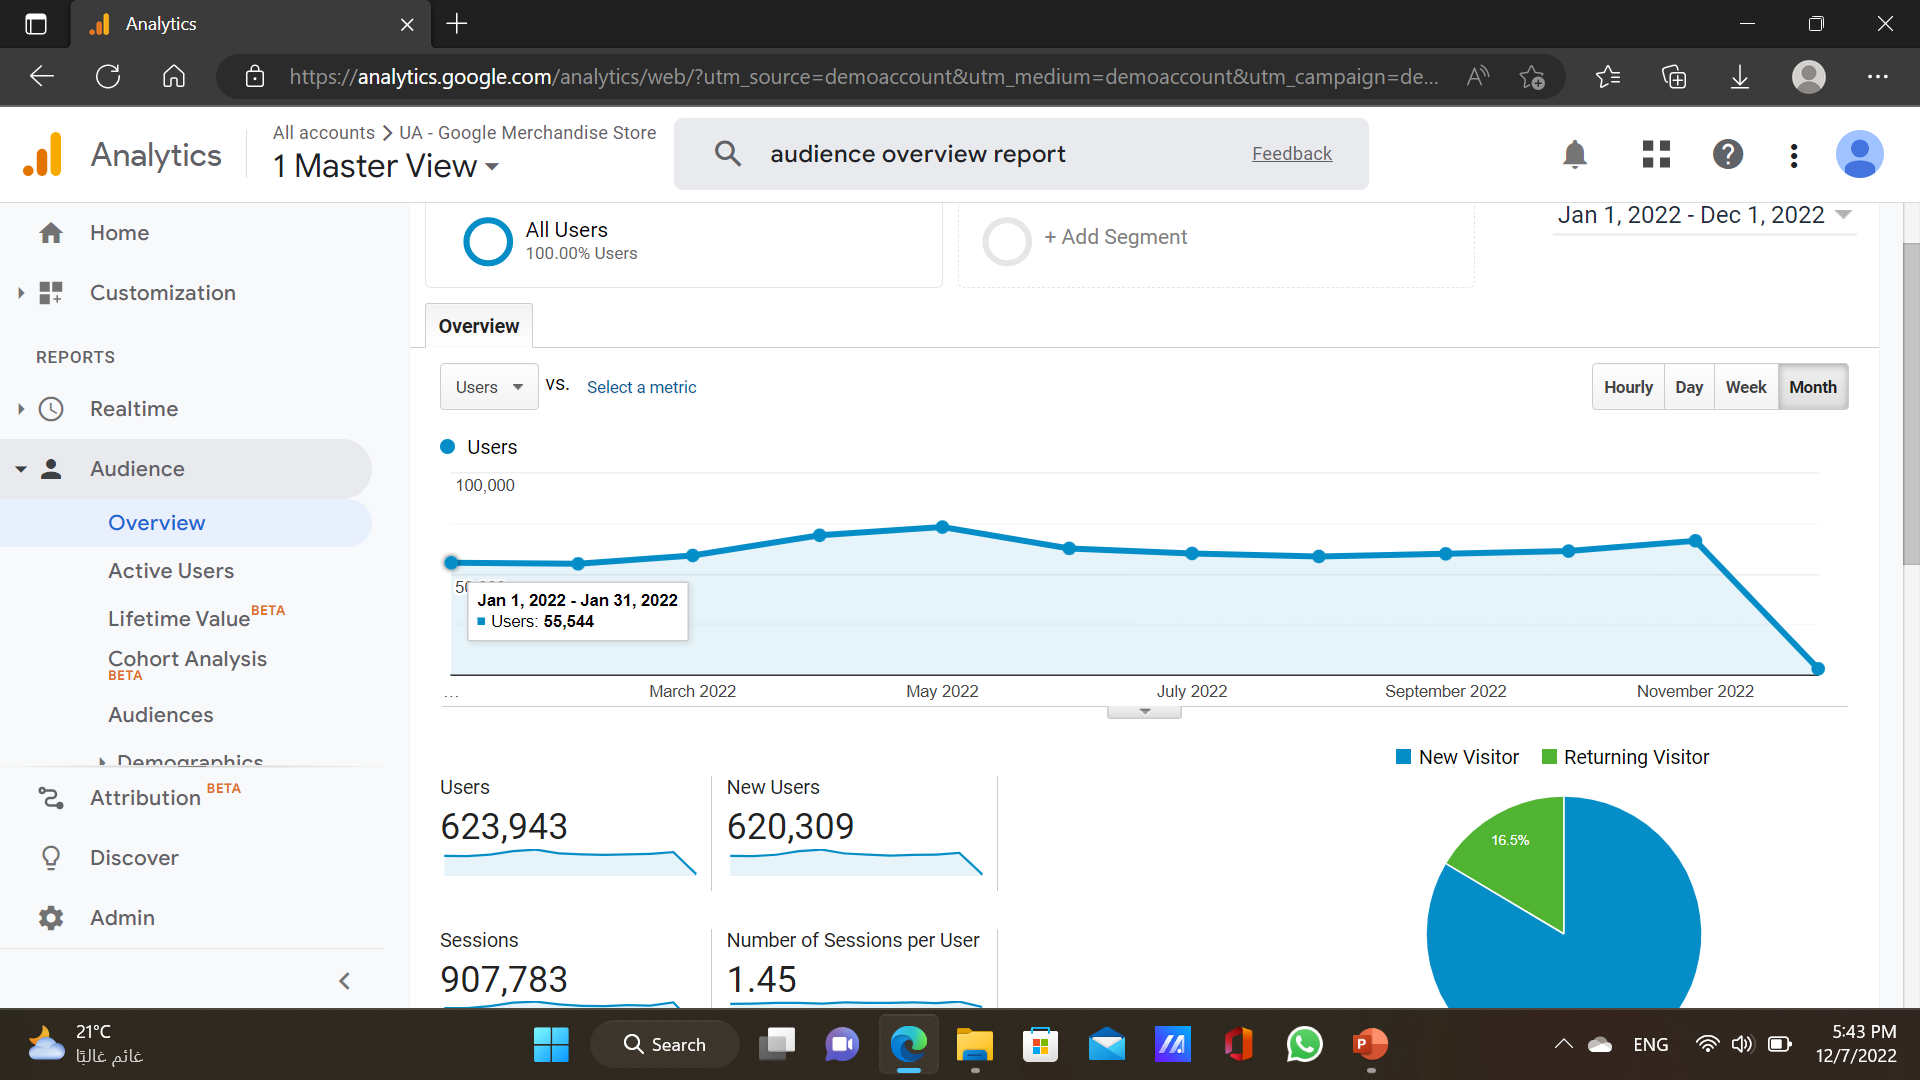 Analytics
https://analytics.google.com/analytics/web/?utm_source=demoaccount&utm_medium=demoaccount&utm_campaign=de...
Analytics
All accounts > UA - Google Merchandise Store
1 Master View
audience overview report
Feedback
Home
Customization
REPORTS
Realtime
Audience
Overview
Active Users
Lifetime Value BETA
Cohort Analysis
BETA
Audiences
Demographics
Attribution BETA
Discover
Admin
All Users
100.00% Users
+ Add Segment
Jan 1, 2022 - Dec 1, 2022
Overview
Users
VS.
Select a metric
Hourly
Day
Week
Month
Users
100,000
Jan 1, 2022 - Jan 31, 2022
Users: 55,544
...
March 2022
May 2022
July 2022
September 2022
November 2022
New Visitor
Returning Visitor
16.5%
Users
623,943
New Users
620,309
Sessions
907,783
Number of Sessions per User
1.45
21°C
غائم غالبًا
Search
ENG
5:43 PM
12/7/2022